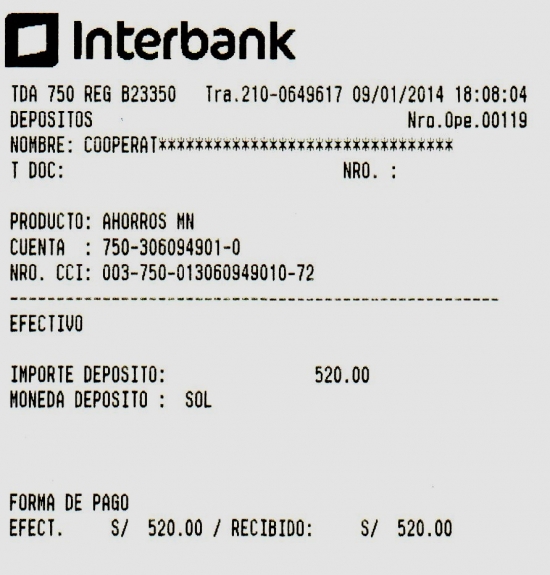 Interbank
TDA 750 REG B23350 Tra.210-0649617 09/01/2014 18:08:04
DEPOSITOS Nro.Ope.00119
NOMBRE: COOPERAT********************************
T DOC: NRO. :
PRODUCTO: AHORROS MN
CUENTA : 750-306094901-0
NRO. CCI: 003-750-013060949010-72
-----------------------------------------------------
EFECTIVO
IMPORTE DEPOSITO: 520.00
MONEDA DEPOSITO : SOL
FORMA DE PAGO
EFECT. S/ 520.00 / RECIBIDO: S/ 520.00